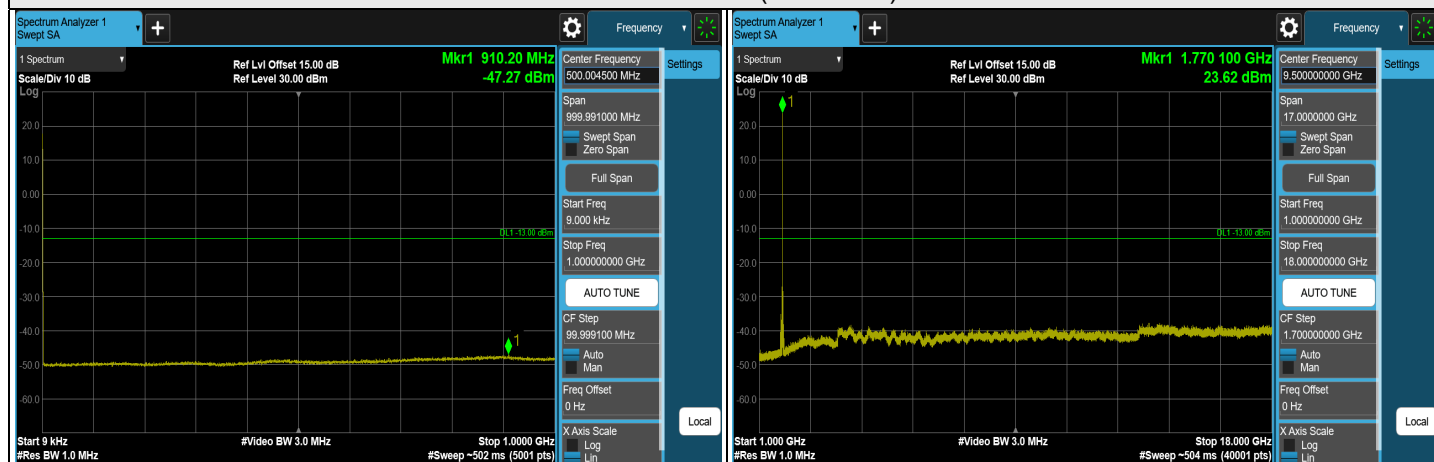 Spectrum Analyzer 1
Swept SA
+
Frequency
1 Spectrum
Scale/Div 10 dB
Log
Ref Lvl Offset 15.00 dB
Ref Level 30.00 dBm
Mkr1 910.20 MHz
-47.27 dBm
20.0
10.0
0.00
-10.0
-20.0
-30.0
-40.0
-50.0
-60.0
DL1 -13.00 dBm
1
Start 9 kHz
#Res BW 1.0 MHz
#Video BW 3.0 MHz
Stop 1.0000 GHz
#Sweep ~502 ms (5001 pts)
Center Frequency
500.004500 MHz
Settings
Span
999.991000 MHz
Swept Span
Zero Span
Full Span
Start Freq
9.000 kHz
Stop Freq
1.000000000 GHz
AUTO TUNE
CF Step
99.999100 MHz
Auto
Man
Freq Offset
0 Hz
X Axis Scale
Log
Lin
Local
Spectrum Analyzer 1
Swept SA
+
Frequency
1 Spectrum
Scale/Div 10 dB
Log
Ref Lvl Offset 15.00 dB
Ref Level 30.00 dBm
Mkr1 1.770 100 GHz
23.62 dBm
1
20.0
10.0
0.00
-10.0
-20.0
-30.0
-40.0
-50.0
-60.0
DL1 -13.00 dBm
Start 1.000 GHz
#Res BW 1.0 MHz
#Video BW 3.0 MHz
Stop 18.000 GHz
#Sweep ~504 ms (40001 pts)
Center Frequency
9.500000000 GHz
Settings
Span
17.0000000 GHz
Swept Span
Zero Span
Full Span
Start Freq
1.000000000 GHz
Stop Freq
18.000000000 GHz
AUTO TUNE
CF Step
1.700000000 GHz
Auto
Man
Freq Offset
0 Hz
X Axis Scale
Log
Lin
Local